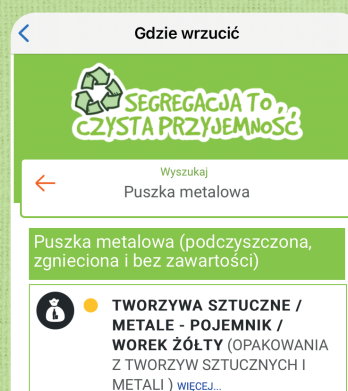 Gdzie wrzucić
SEGREGACJA TO
CZYSTA PRZYJEMNOŚĆ
Wyszukaj
Puszka metalowa
Puszka metalowa (podczyszczona,
zgnieciona i bez zawartości)
TWORZYWA SZTUCZNE /
METALE - POJEMNIK /
WOREK ŻÓŁTY (OPAKOWANIA
Z TWORZYW SZTUCZNYCH I
METALI ) WIĘCEJ...